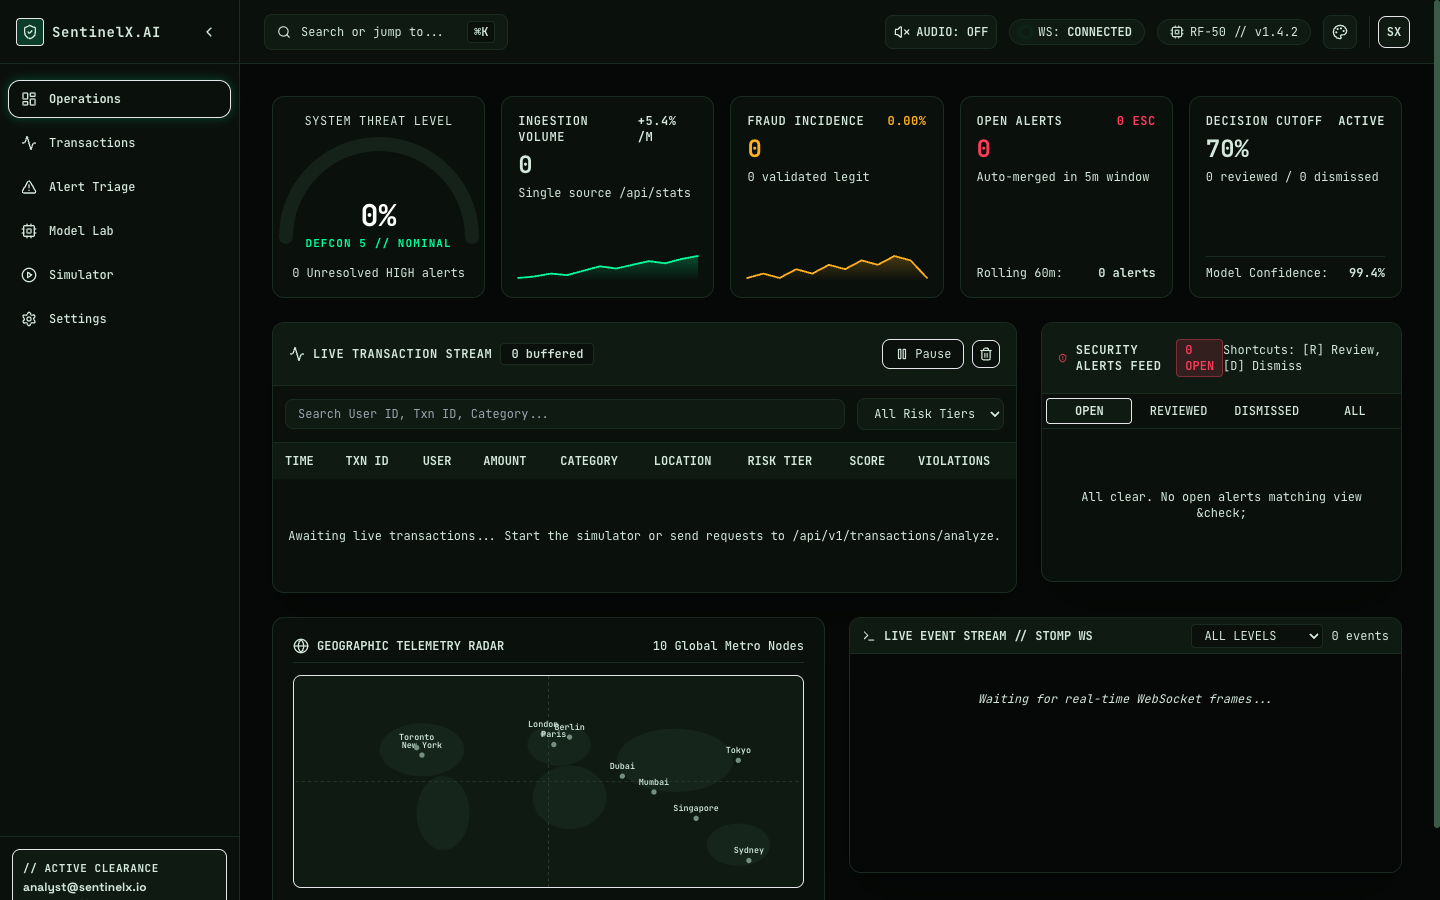 SentinelX.AI
Search or jump to...
⌘K
AUDIO: OFF
WS: CONNECTED
RF-50 // v1.4.2
SX
Operations
Transactions
Alert Triage
Model Lab
Simulator
Settings
// ACTIVE CLEARANCE
analyst@sentinelx.io
SYSTEM THREAT LEVEL
0%
DEFCON 5 // NOMINAL
0 Unresolved HIGH alerts
INGESTION
VOLUME
+5.4%
/M
0
Single source /api/stats
FRAUD INCIDENCE
0.00%
0
0 validated legit
OPEN ALERTS
0 ESC
0
Auto-merged in 5m window
Rolling 60m:
0 alerts
DECISION CUTOFF
ACTIVE
70%
0 reviewed / 0 dismissed
Model Confidence:
99.4%
LIVE TRANSACTION STREAM
0 buffered
Pause
Search User ID, Txn ID, Category...
All Risk Tiers
TIME
TXN ID
USER
AMOUNT
CATEGORY
LOCATION
RISK TIER
SCORE
VIOLATIONS
Awaiting live transactions... Start the simulator or send requests to /api/v1/transactions/analyze.
SECURITY
ALERTS FEED
0
OPEN
Shortcuts: [R] Review,
[D] Dismiss
OPEN
REVIEWED
DISMISSED
ALL
All clear. No open alerts matching view
&check;
GEOGRAPHIC TELEMETRY RADAR
10 Global Metro Nodes
Toronto
New York
London
Berlin
Paris
Dubai
Mumbai
Tokyo
Singapore
Sydney
LIVE EVENT STREAM // STOMP WS
ALL LEVELS
0 events
Waiting for real-time WebSocket frames...